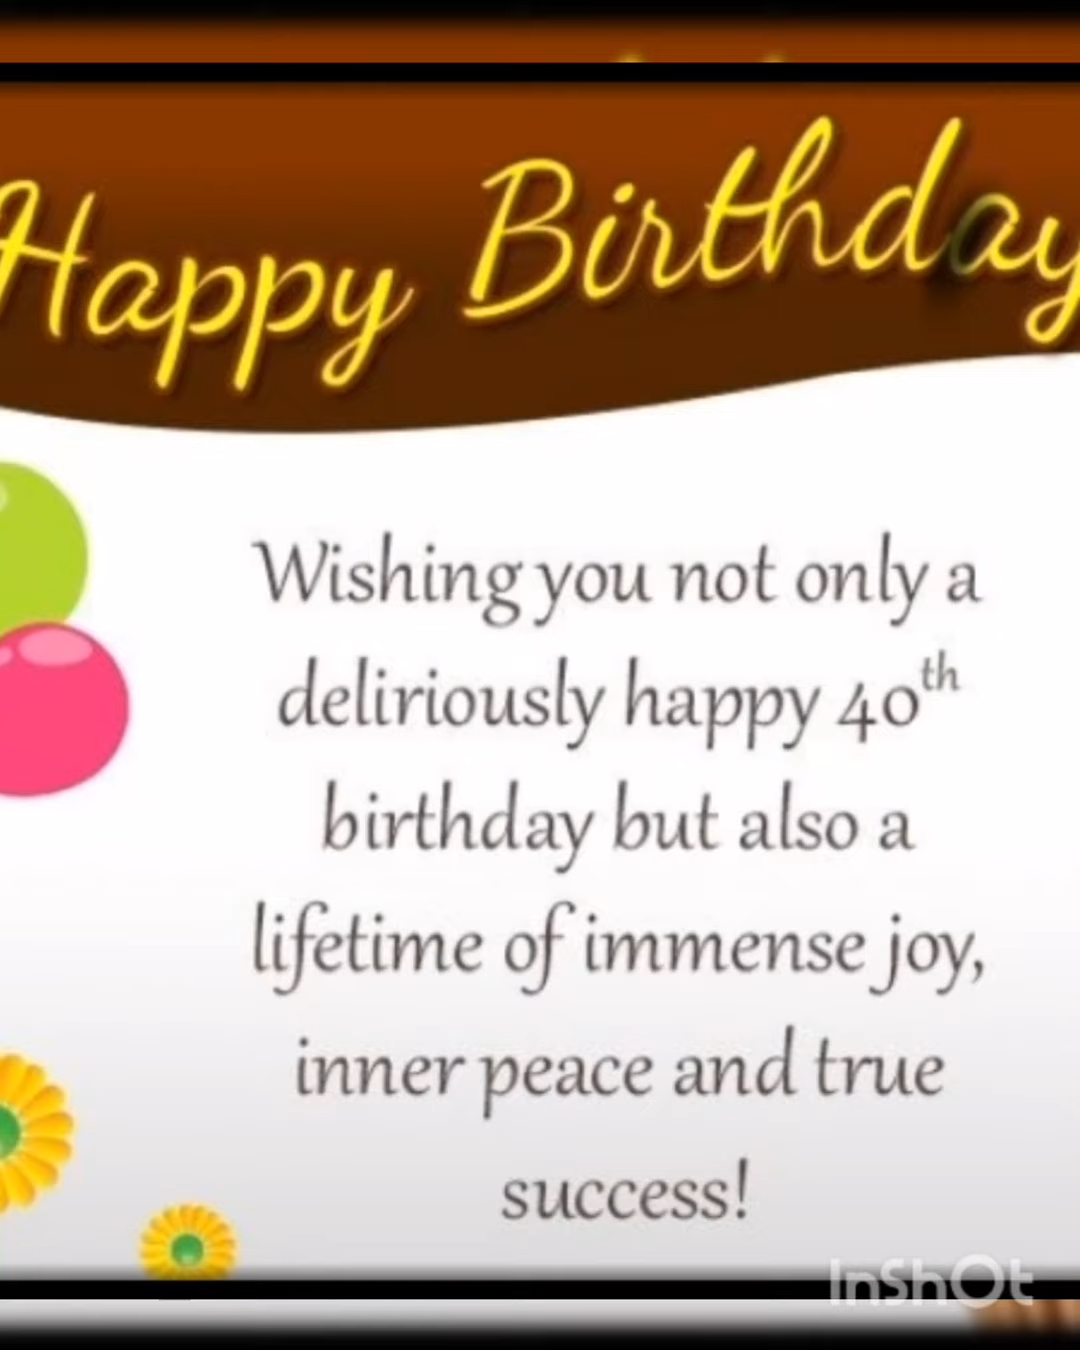 Happy Birthday
Wishing you not only a
deliriously happy 40th
birthday but also a
lifetime of immense joy,
inner peace and true
success!
InShOt